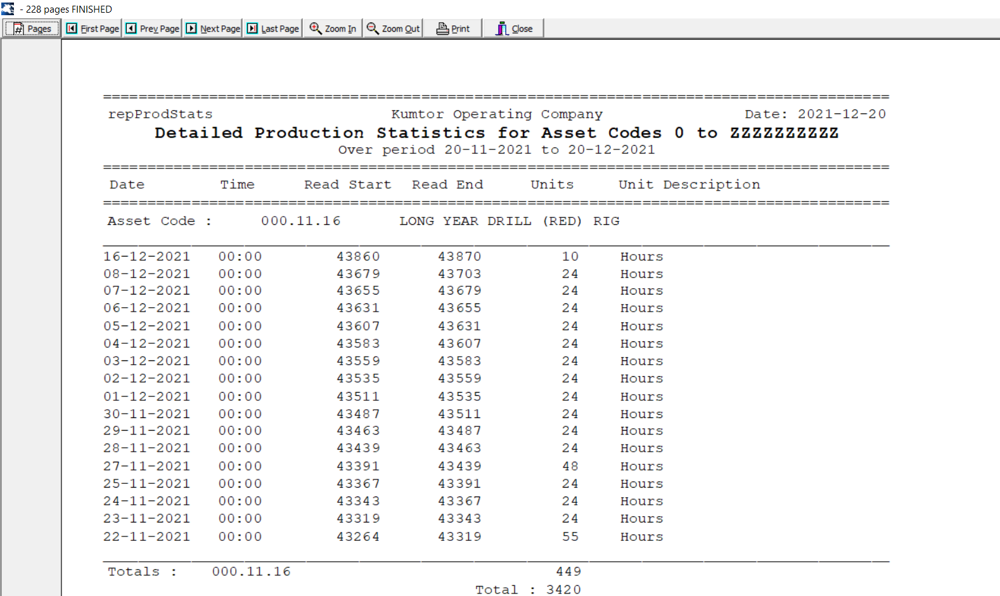 - 228 pages FINISHED
Pages First Page Prev Page Next Page Last Page Zoom In Zoom Out Print Close
=========================================================================================
repProdStats Kumtor Operating Company Date: 2021-12-20
Detailed Production Statistics for Asset Codes 0 to ZZZZZZZZZZ
Over period 20-11-2021 to 20-12-2021
=========================================================================================
Date Time Read Start Read End Units Unit Description
=========================================================================================
Asset Code : 000.11.16 LONG YEAR DRILL (RED) RIG
16-12-2021 00:00 43860 43870 10 Hours
08-12-2021 00:00 43679 43703 24 Hours
07-12-2021 00:00 43655 43679 24 Hours
06-12-2021 00:00 43631 43655 24 Hours
05-12-2021 00:00 43607 43631 24 Hours
04-12-2021 00:00 43583 43607 24 Hours
03-12-2021 00:00 43559 43583 24 Hours
02-12-2021 00:00 43535 43559 24 Hours
01-12-2021 00:00 43511 43535 24 Hours
30-11-2021 00:00 43487 43511 24 Hours
29-11-2021 00:00 43463 43487 24 Hours
28-11-2021 00:00 43439 43463 24 Hours
27-11-2021 00:00 43391 43439 48 Hours
25-11-2021 00:00 43367 43391 24 Hours
24-11-2021 00:00 43343 43367 24 Hours
23-11-2021 00:00 43319 43343 24 Hours
22-11-2021 00:00 43264 43319 55 Hours
Totals : 000.11.16 449
Total : 3420